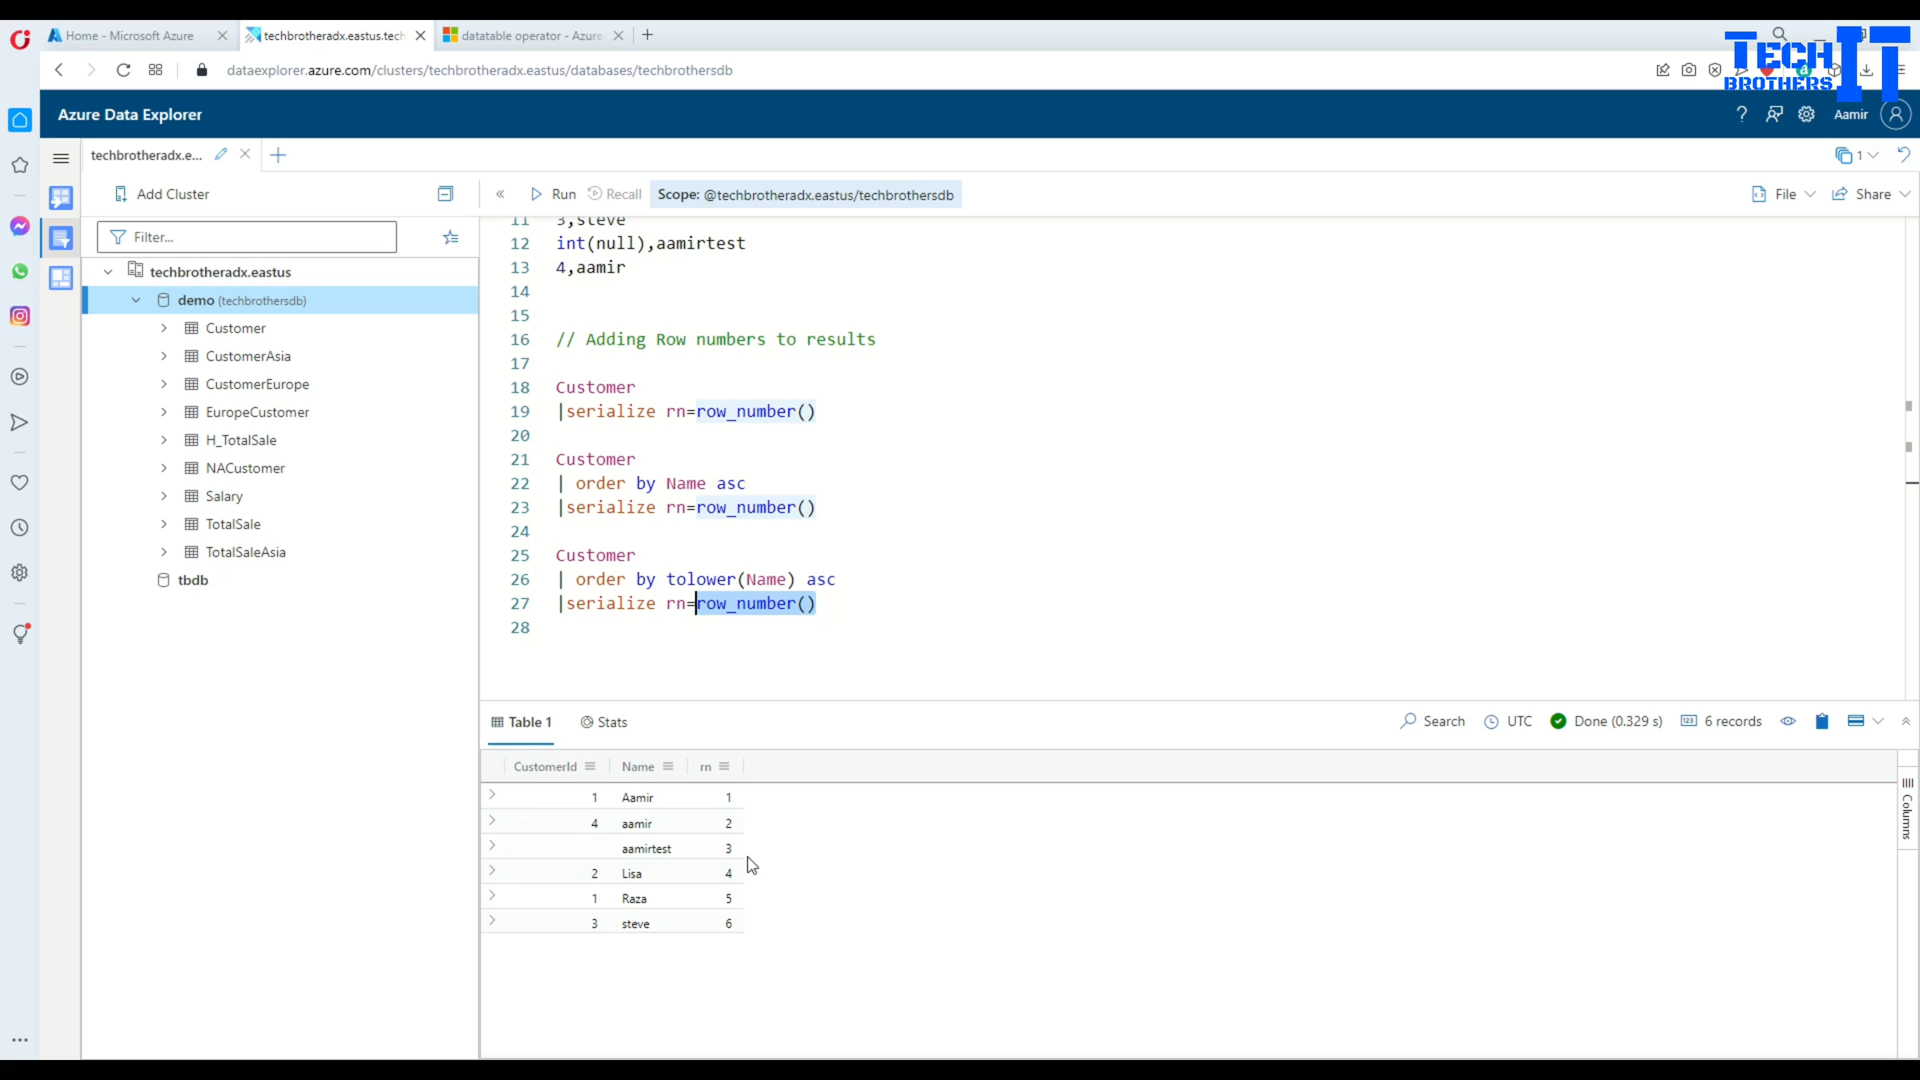 Home - Microsoft Azure
techbrotheradx.eastus.tech
datatable operator - Azure
TECH IT
BROTHERS
dataexplorer.azure.com/clusters/techbrotheradx.eastus/databases/techbrothersdb
Azure Data Explorer
Aamir
techbrotheradx.e...
1
Add Cluster
Run
Recall
Scope: @techbrotheradx.eastus/techbrothersdb
File
Share
Filter...
techbrotheradx.eastus
demo (techbrothersdb)
Customer
CustomerAsia
CustomerEurope
EuropeCustomer
H_TotalSale
NACustomer
Salary
TotalSale
TotalSaleAsia
tbdb
11 3,steve
12 int(null),aamirtest
13 4,aamir
14
15
16 // Adding Row numbers to results
17
18 Customer
19 |serialize rn=row_number()
20
21 Customer
22 | order by Name asc
23 |serialize rn=row_number()
24
25 Customer
26 | order by tolower(Name) asc
27 |serialize rn=row_number()
28
Table 1
Stats
Search
UTC
Done (0.329 s)
6 records
CustomerId Name rn
1 Aamir 1
4 aamir 2
aamirtest 3
2 Lisa 4
1 Raza 5
3 steve 6
Columns